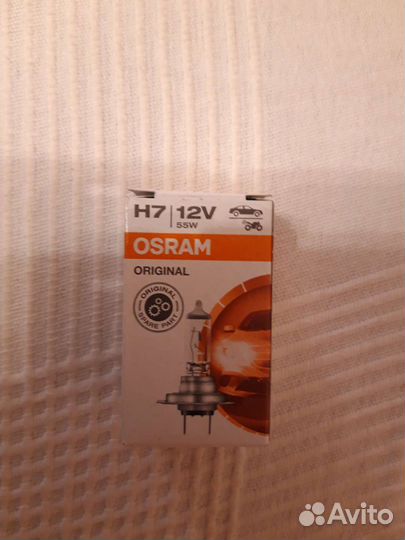 H7 | 12V
55W
OSRAM
ORIGINAL
ORIGINAL
SPARE PART
Avito